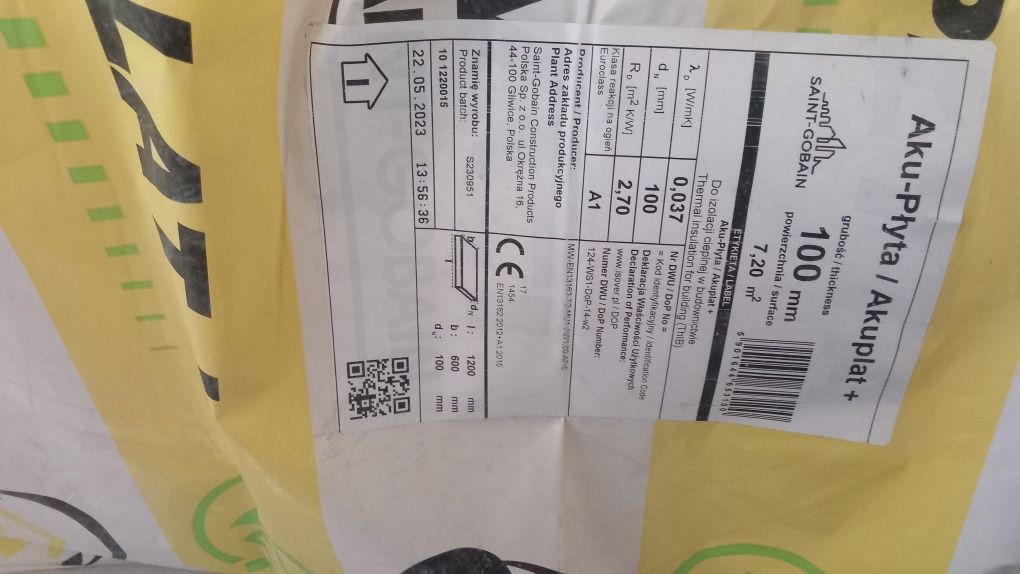 Aku-Płyta / Akuplat +
SAINT-GOBAIN
grubość / thickness
100 mm
powierzchnia / surface
7,20 m²
5901644663100
ETYKIETA / LABEL
Aku-Płyta / Akuplat +
Do izolacji cieplnej w budownictwie
Thermal insulation for building (ThIB)
λ D [W/mK] 0,037
d N [mm] 100
R D [m² K/W] 2,70
Klasa reakcji na ogień
Euroclass A1
Nr DWU / DoP No =
= Kod identyfikacyjny / Identification Code
Deklaracja Właściwości Użytkowych
Declaration of Performance:
www.isover.pl / DOP
Numer DWU / DoP Number:
124-WS1-DoP-14-w2
Producent / Producer:
Adres zakładu produkcyjnego
Plant Address
Saint-Gobain Construction Products
Polska Sp. z o.o. ul.Okrężna 16,
44-100 Gliwice, Polska
CE
17
1454
EN13162:2012+A1:2015
Znamię wyrobu:
Product batch: S230951
10 1220015
22.05.2023 13:56:36
b
l
d N
l : 1200 mm
b : 600 mm
d N : 100 mm
LAT.